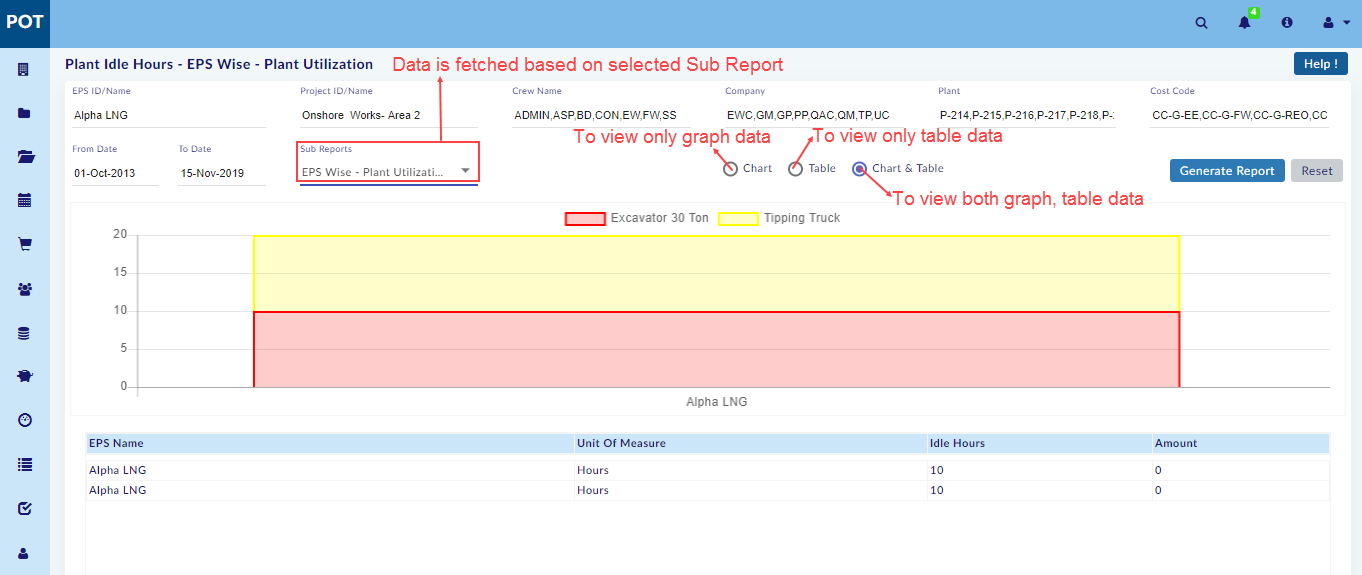 POT
4
Plant Idle Hours - EPS Wise - Plant Utilization
Data is fetched based on selected Sub Report
Help !
EPS ID/Name
Project ID/Name
Crew Name
Company
Plant
Cost Code
Alpha LNG
Onshore Works- Area 2
ADMIN,ASP,BD,CON,EW,FW,SS
EWC,GM,GP,PP,QAC,QM,TP,UC
P-214,P-215,P-216,P-217,P-218,P-
CC-G-EE,CC-G-FW,CC-G-REO,CC
To view only graph data
To view only table data
From Date
To Date
Sub Reports
01-Oct-2013
15-Nov-2019
EPS Wise - Plant Utilizati...
Chart
Table
Chart & Table
Generate Report
Reset
To view both graph, table data
Excavator 30 Ton
Tipping Truck
20
15
10
5
0
Alpha LNG
EPS Name Unit Of Measure Idle Hours Amount
Alpha LNG Hours 10 0
Alpha LNG Hours 10 0